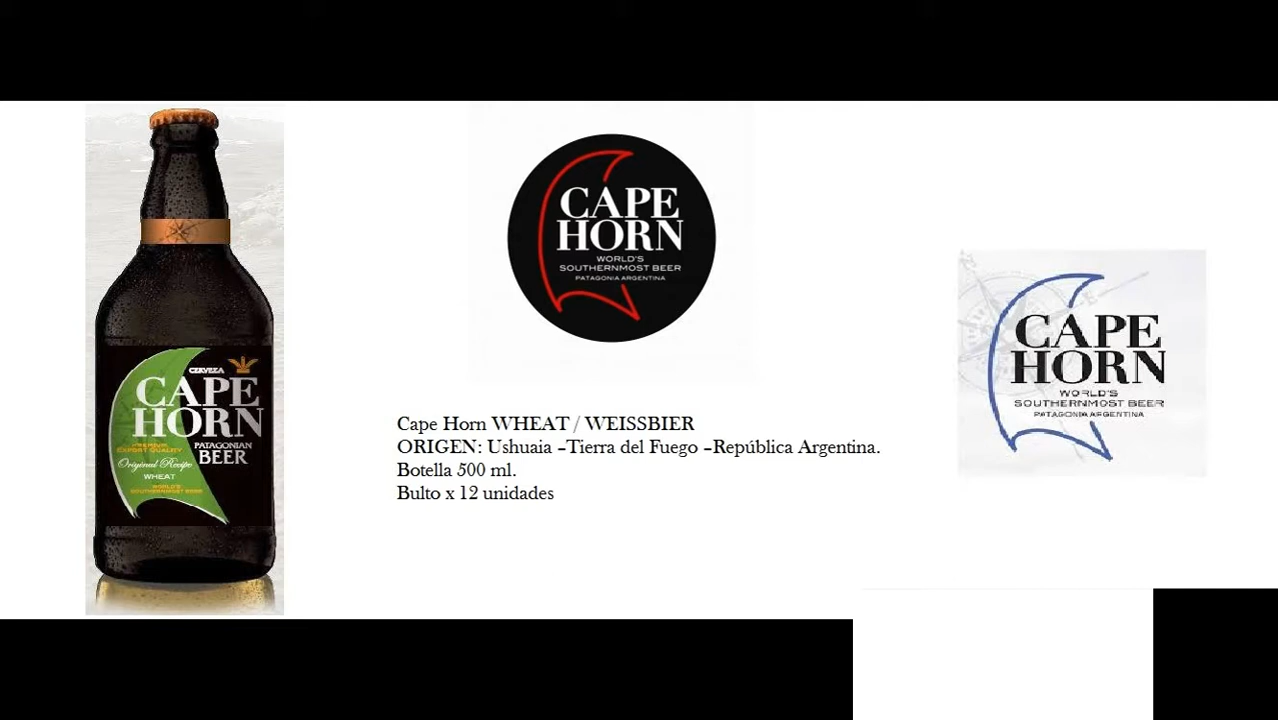 CERVEZA
CAPE
HORN
PATAGONIAN
BEER
PREMIUM
EXPORT QUALITY
Original Recipe
WHEAT
WORLD'S
SOUTHERNMOST BEER
CAPE
HORN
WORLD'S
SOUTHERNMOST BEER
PATAGONIA ARGENTINA
Cape Horn WHEAT / WEISSBIER
ORIGEN: Ushuaia –Tierra del Fuego –República Argentina.
Botella 500 ml.
Bulto x 12 unidades
CAPE
HORN
WORLD'S
SOUTHERNMOST BEER
PATAGONIA ARGENTINA